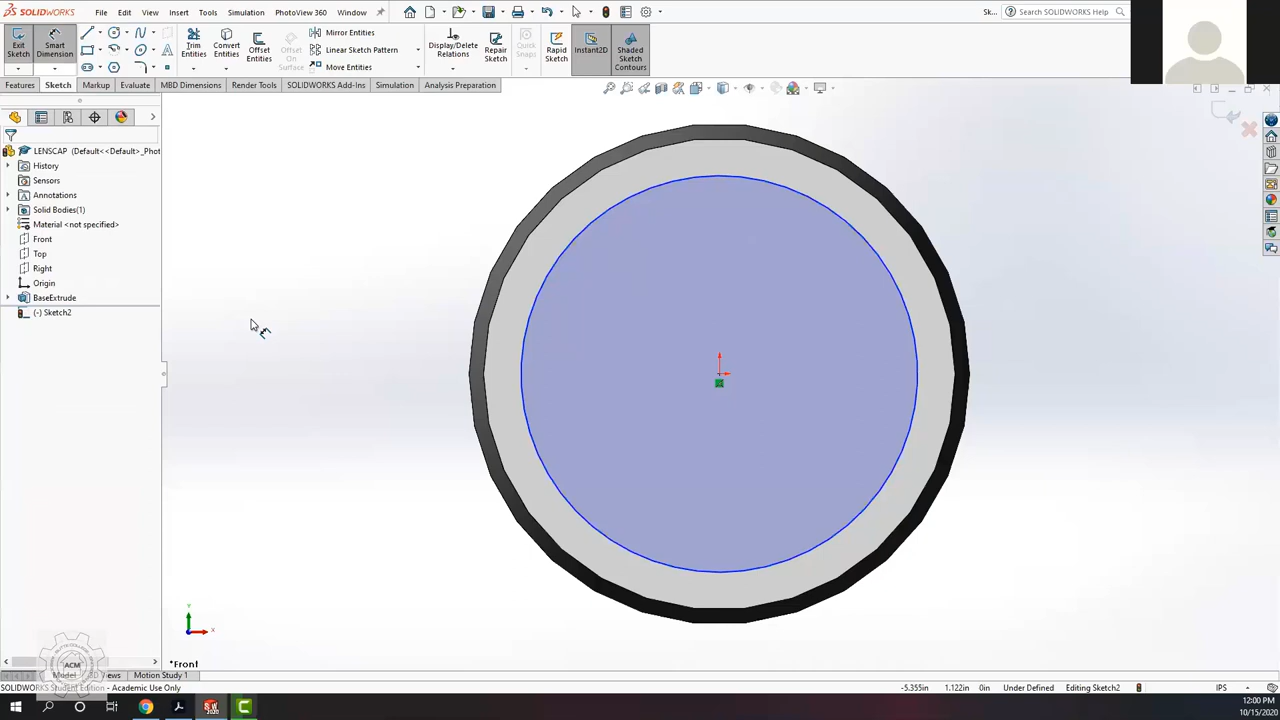 SOLIDWORKS File Edit View Insert Tools Simulation PhotoView 360 Window Sk... Search SOLIDWORKS Help
Exit Sketch
Smart Dimension
Trim Entities
Convert Entities
Offset Entities
Offset On Surface
Mirror Entities
Linear Sketch Pattern
Move Entities
Display/Delete Relations
Repair Sketch
Quick Snaps
Rapid Sketch
Instant2D
Shaded Sketch Contours
Features Sketch Markup Evaluate MBD Dimensions Render Tools SOLIDWORKS Add-Ins Simulation Analysis Preparation
LENSCAP (Default<<Default>_Phot
History
Sensors
Annotations
Solid Bodies(1)
Material <not specified>
Front
Top
Right
Origin
BaseExtrude
(-) Sketch2
Y
X
*Front
ACM
Model Views Motion Study 1
SOLIDWORKS Student Edition - Academic Use Only -5.355in 1.122in 0in Under Defined Editing Sketch2 IPS
12:00 PM
10/15/2020